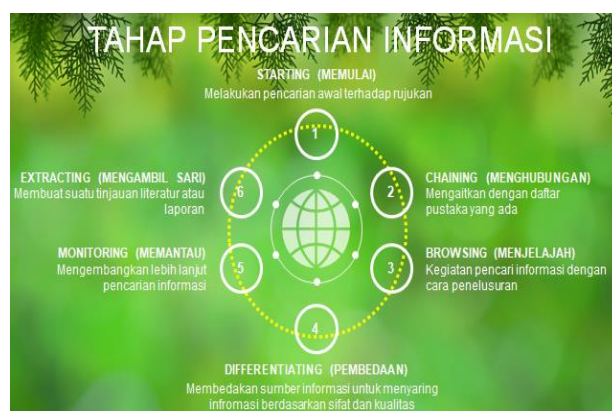 TAHAP PENCARIAN INFORMASI
STARTING (MEMULAI)
Melakukan pencarian awal terhadap rujukan
1
CHAINING (MENGHUBUNGAN)
Mengaitkan dengan daftar
pustaka yang ada
2
BROWSING (MENJELAJAH)
Kegiatan pencari informasi dengan
cara penelusuran
3
4
DIFFERENTIATING (PEMBEDAAN)
Membedakan sumber informasi untuk menyaring
infromasi berdasarkan sifat dan kualitas
MONITORING (MEMANTAU)
Mengembangkan lebih lanjut
pencarian informasi
5
EXTRACTING (MENGAMBIL SARI)
Membuat suatu tinjauan literatur atau
laporan
6